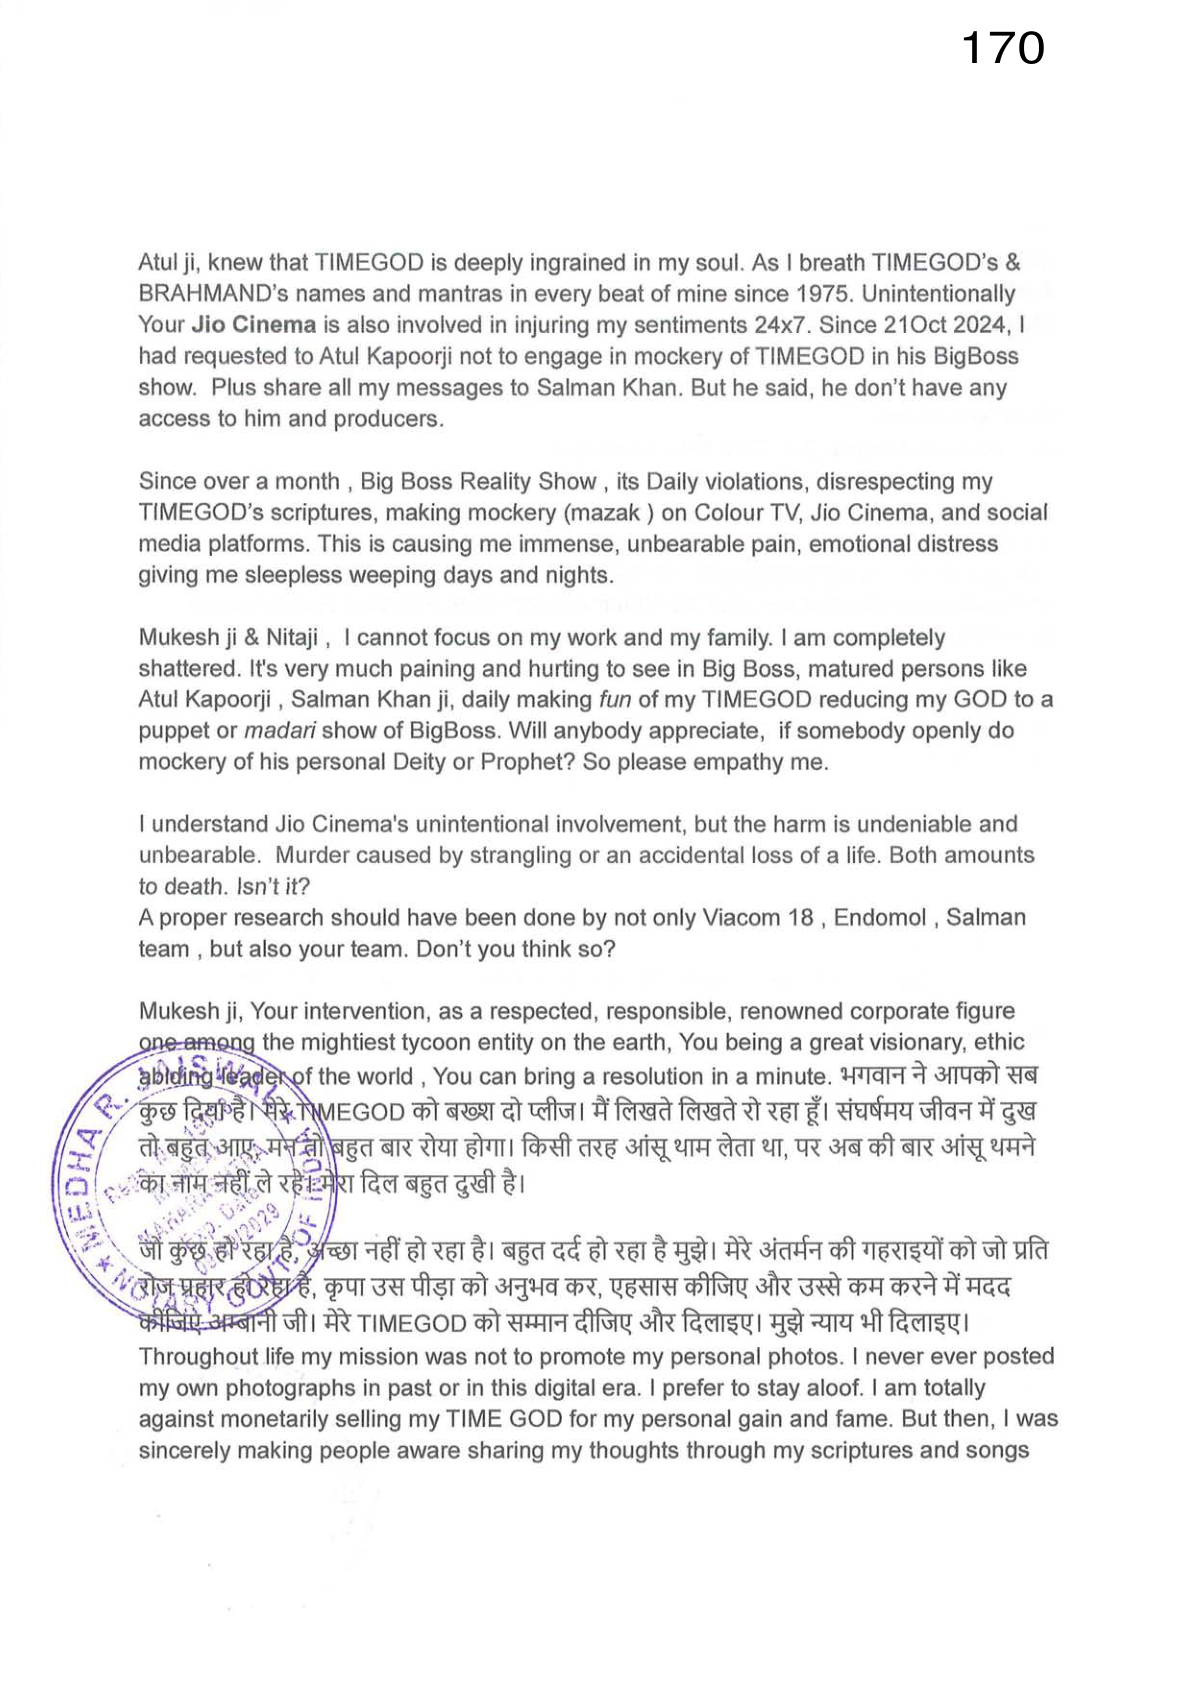 170
Atul ji, knew that TIMEGOD is deeply ingrained in my soul. As I breath TIMEGOD's &
BRAHMAND's names and mantras in every beat of mine since 1975. Unintentionally
Your Jio Cinema is also involved in injuring my sentiments 24x7. Since 21Oct 2024, I
had requested to Atul Kapoorji not to engage in mockery of TIMEGOD in his BigBoss
show. Plus share all my messages to Salman Khan. But he said, he don't have any
access to him and producers.
Since over a month , Big Boss Reality Show , its Daily violations, disrespecting my
TIMEGOD's scriptures, making mockery (mazak ) on Colour TV, Jio Cinema, and social
media platforms. This is causing me immense, unbearable pain, emotional distress
giving me sleepless weeping days and nights.
Mukesh ji & Nitaji , I cannot focus on my work and my family. I am completely
shattered. It's very much paining and hurting to see in Big Boss, matured persons like
Atul Kapoorji , Salman Khan ji, daily making fun of my TIMEGOD reducing my GOD to a
puppet or madari show of BigBoss. Will anybody appreciate, if somebody openly do
mockery of his personal Deity or Prophet? So please empathy me.
I understand Jio Cinema's unintentional involvement, but the harm is undeniable and
unbearable. Murder caused by strangling or an accidental loss of a life. Both amounts
to death. Isn't it?
A proper research should have been done by not only Viacom 18 , Endomol , Salman
team , but also your team. Don't you think so?
Mukesh ji, Your intervention, as a respected, responsible, renowned corporate figure
one among the mightiest tycoon entity on the earth, You being a great visionary, ethic
abiding leader of the world , You can bring a resolution in a minute. भगवान ने आपको सब
कुछ दिया है। मेरे TIMEGOD को बख्श दो प्लीज। मैं लिखते लिखते रो रहा हूँ। संघर्षमय जीवन में दुख
तो बहुत आए, मन तो बहुत बार रोया होगा। किसी तरह आंसू थाम लेता था, पर अब की बार आंसू थमने
का नाम नहीं ले रहे। मेरा दिल बहुत दुखी है।
जो कुछ हो रहा है, अच्छा नहीं हो रहा है। बहुत दर्द हो रहा है मुझे। मेरे अंतर्मन की गहराइयों को जो प्रति
रोज प्रहार हो रहा है, कृपा उस पीड़ा को अनुभव कर, एहसास कीजिए और उस्से कम करने में मदद
कीजिए अम्बानी जी। मेरे TIMEGOD को सम्मान दीजिए और दिलाइए। मुझे न्याय भी दिलाइए।
Throughout life my mission was not to promote my personal photos. I never ever posted
my own photographs in past or in this digital era. I prefer to stay aloof. I am totally
against monetarily selling my TIME GOD for my personal gain and fame. But then, I was
sincerely making people aware sharing my thoughts through my scriptures and songs
MEDHA R. JAISWAL
NOTARY GOVT. OF INDIA
MAHARASHTRA
Exp. Date